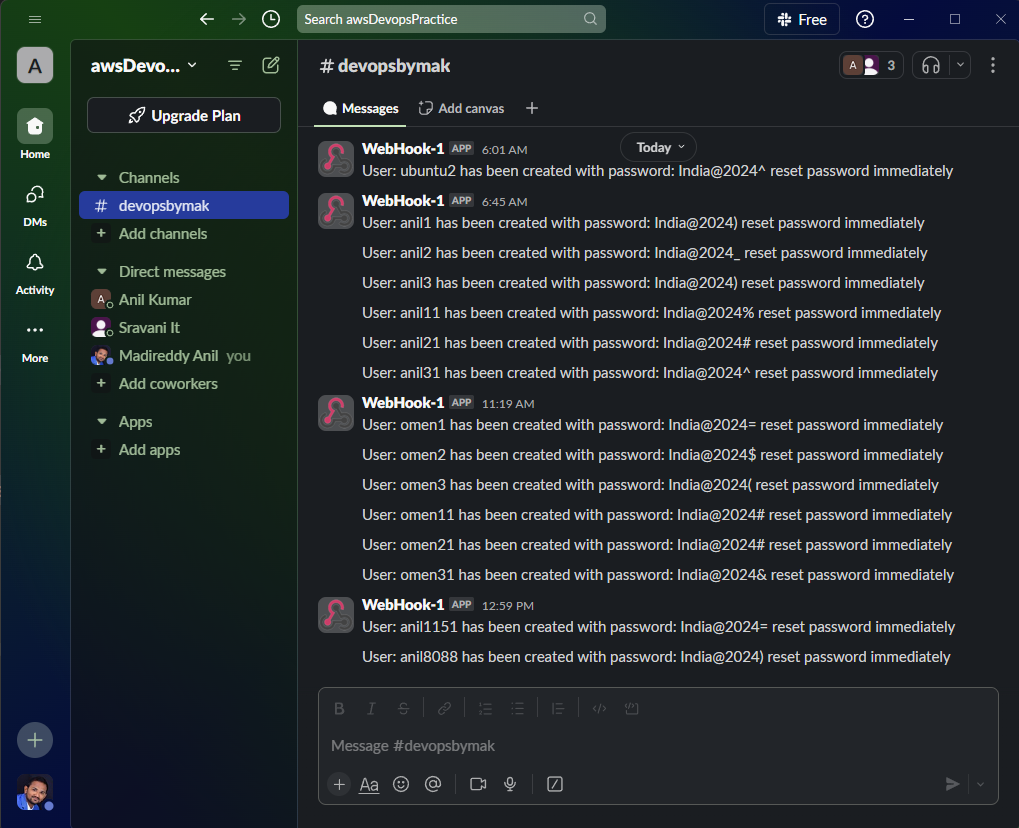 Search awsDevopsPractice
Free
A
awsDevo...
Upgrade Plan
Home
DMs
Activity
More
Channels
# devopsbymak
+ Add channels
Direct messages
A Anil Kumar
Sravani It
Madireddy Anil you
+ Add coworkers
Apps
+ Add apps
# devopsbymak
A 3
Messages
Add canvas
Today
WebHook-1 APP 6:01 AM
User: ubuntu2 has been created with password: India@2024^ reset password immediately
WebHook-1 APP 6:45 AM
User: anil1 has been created with password: India@2024) reset password immediately
User: anil2 has been created with password: India@2024_ reset password immediately
User: anil3 has been created with password: India@2024) reset password immediately
User: anil11 has been created with password: India@2024% reset password immediately
User: anil21 has been created with password: India@2024# reset password immediately
User: anil31 has been created with password: India@2024^ reset password immediately
WebHook-1 APP 11:19 AM
User: omen1 has been created with password: India@2024= reset password immediately
User: omen2 has been created with password: India@2024$ reset password immediately
User: omen3 has been created with password: India@2024( reset password immediately
User: omen11 has been created with password: India@2024# reset password immediately
User: omen21 has been created with password: India@2024# reset password immediately
User: omen31 has been created with password: India@2024& reset password immediately
WebHook-1 APP 12:59 PM
User: anil1151 has been created with password: India@2024= reset password immediately
User: anil8088 has been created with password: India@2024) reset password immediately
B I S
Message #devopsbymak
Aa